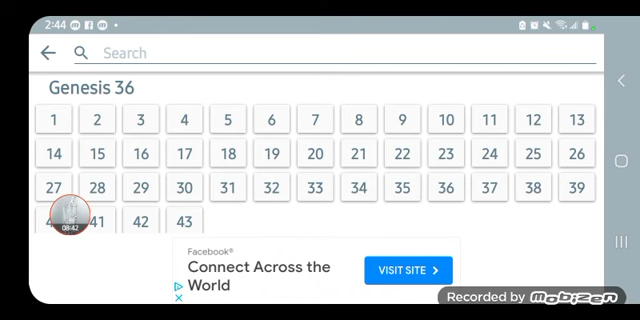 2:44
Search
Genesis 36
1 2 3 4 5 6 7 8 9 10 11 12 13
14 15 16 17 18 19 20 21 22 23 24 25 26
27 28 29 30 31 32 33 34 35 36 37 38 39
41 42 43
08:42
Facebook®
Connect Across the
World
VISIT SITE
Recorded by Mobizen